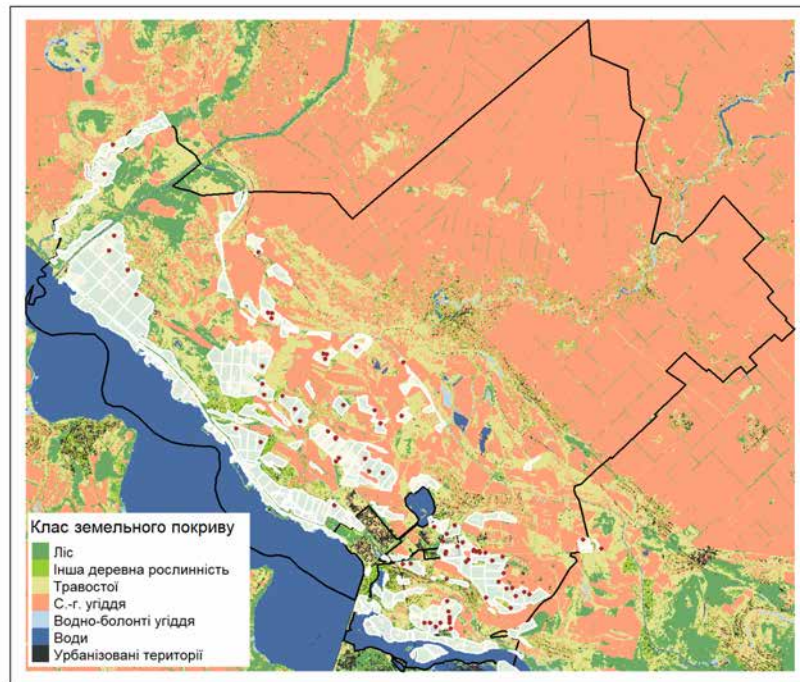 Клас земельного покриву
Ліс
Інша деревна рослинність
Травостої
С.-г. угіддя
Водно-болонті угіддя
Води
Урбанізовані території